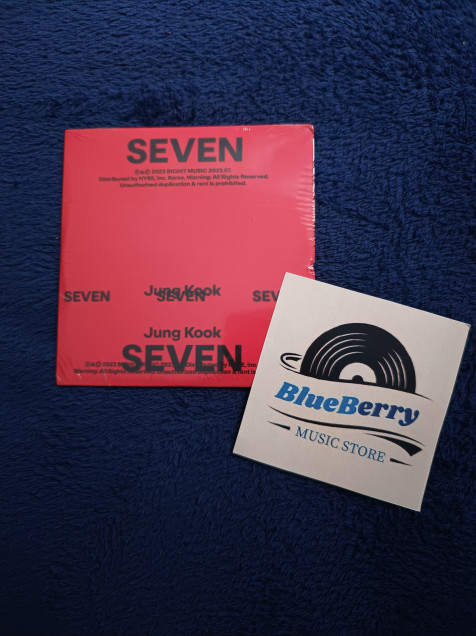 SEVEN
Ⓟ&© 2023 BIGHIT MUSIC 2023.07.
Distributed by HYBE, Inc. Korea. Warning: All Rights Reserved.
Unauthorized duplication & rent is prohibited.
Jung Kook
SEVEN SEVEN SEV
Jung Kook
SEVEN
BlueBerry
MUSIC STORE